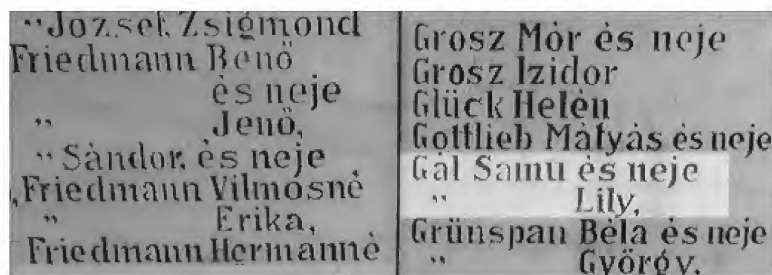 " József, Zsigmond
Friedmann Benő
és neje
" Jenő,
" Sándor, és neje
,Friedmann Vilmosné
" Erika,
Friedmann Hermanné
Grosz Mór és neje
Grosz Izidor
Glück Helén
Gottlieb Mátyás és neje
Gál Samu és neje
" Lily,
Grünspan Béla és neje
" György,